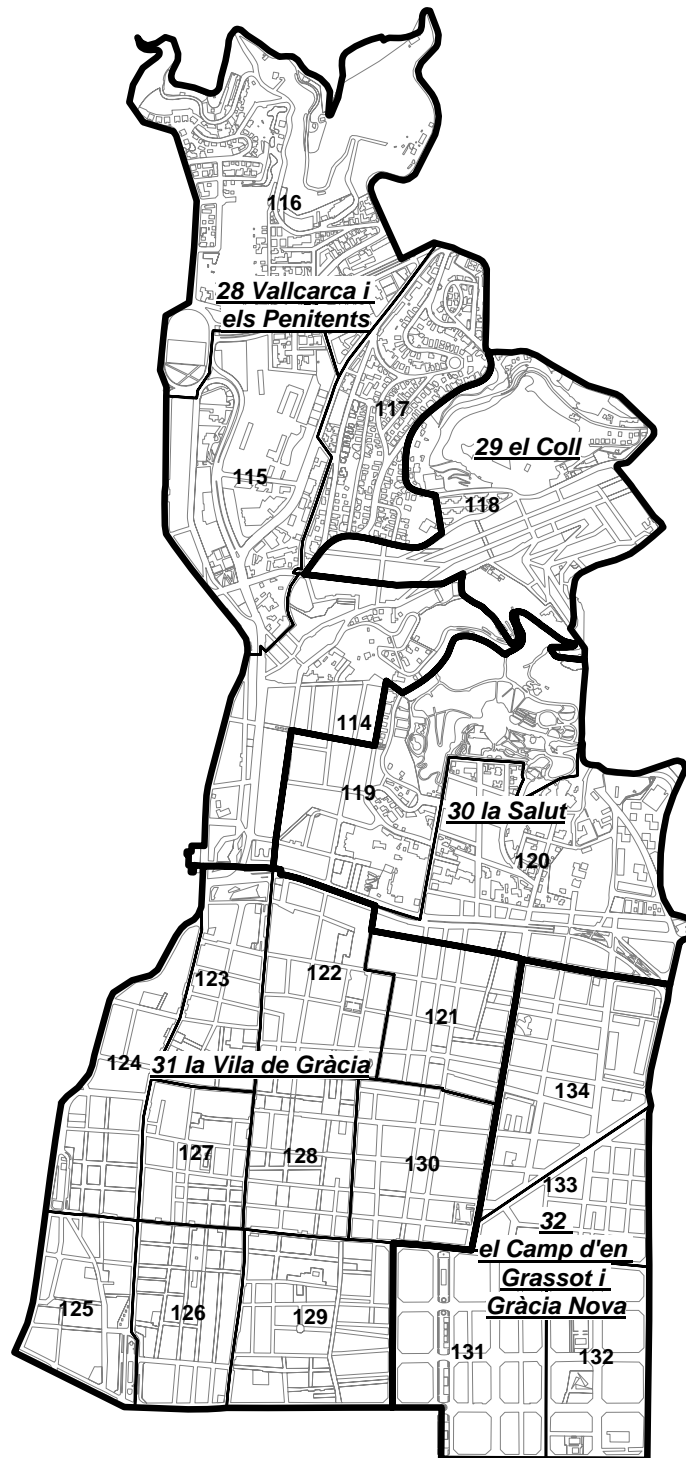 116
28 Vallcarca i
els Penitents
117
29 el Coll
115
118
114
119
30 la Salut
120
122
123
121
124
31 la Vila de Gràcia
134
127
128
130
133
32
el Camp d'en
Grassot i
Gràcia Nova
125
126
129
131
132